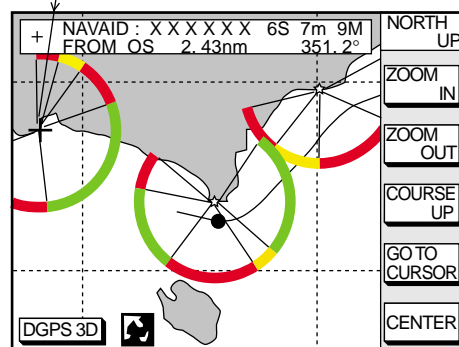 + NAVAID : X X X X X X 6S 7m 9M
FROM OS 2. 43nm 351. 2°
NORTH
UP
ZOOM
IN
ZOOM
OUT
COURSE
UP
GO TO
CURSOR
CENTER
DGPS 3D